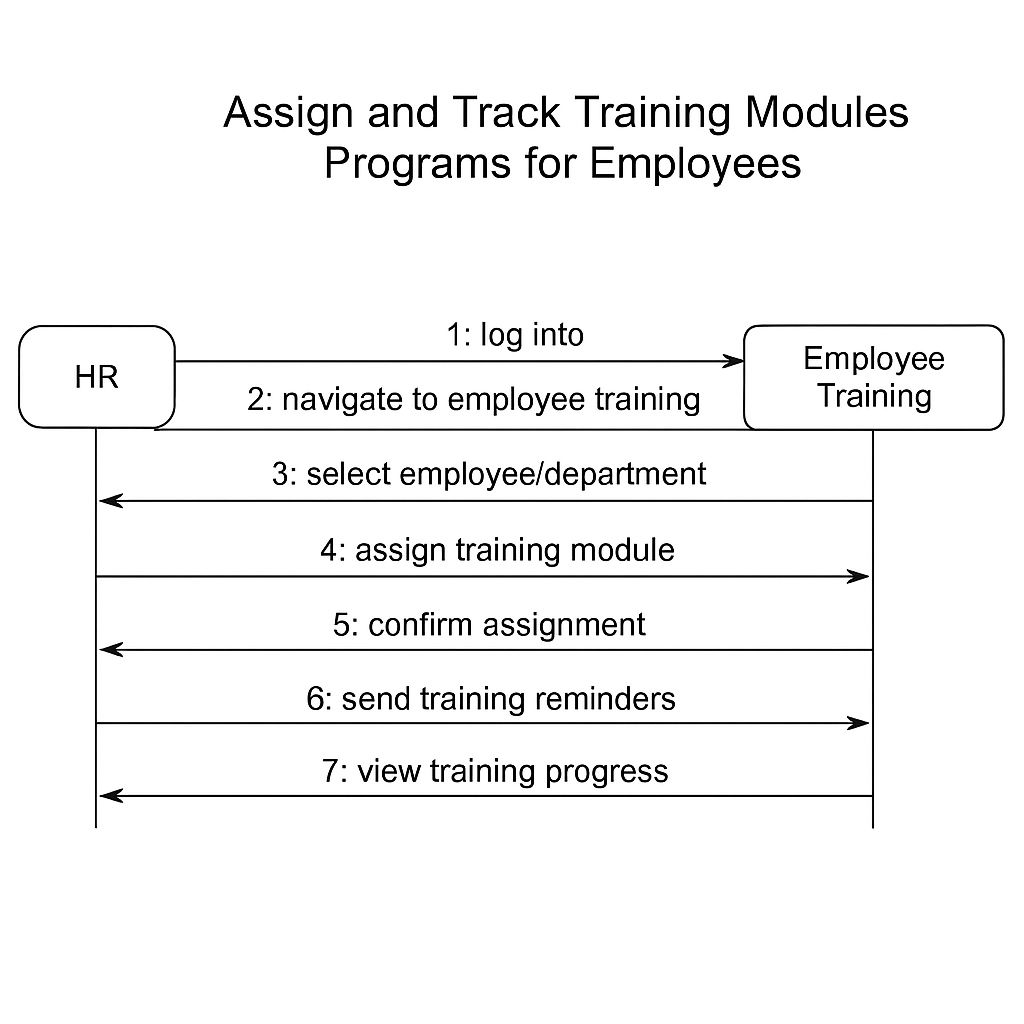 Assign and Track Training Modules
Programs for Employees
HR
1: log into
Employee
Training
2: navigate to employee training
3: select employee/department
4: assign training module
5: confirm assignment
6: send training reminders
7: view training progress